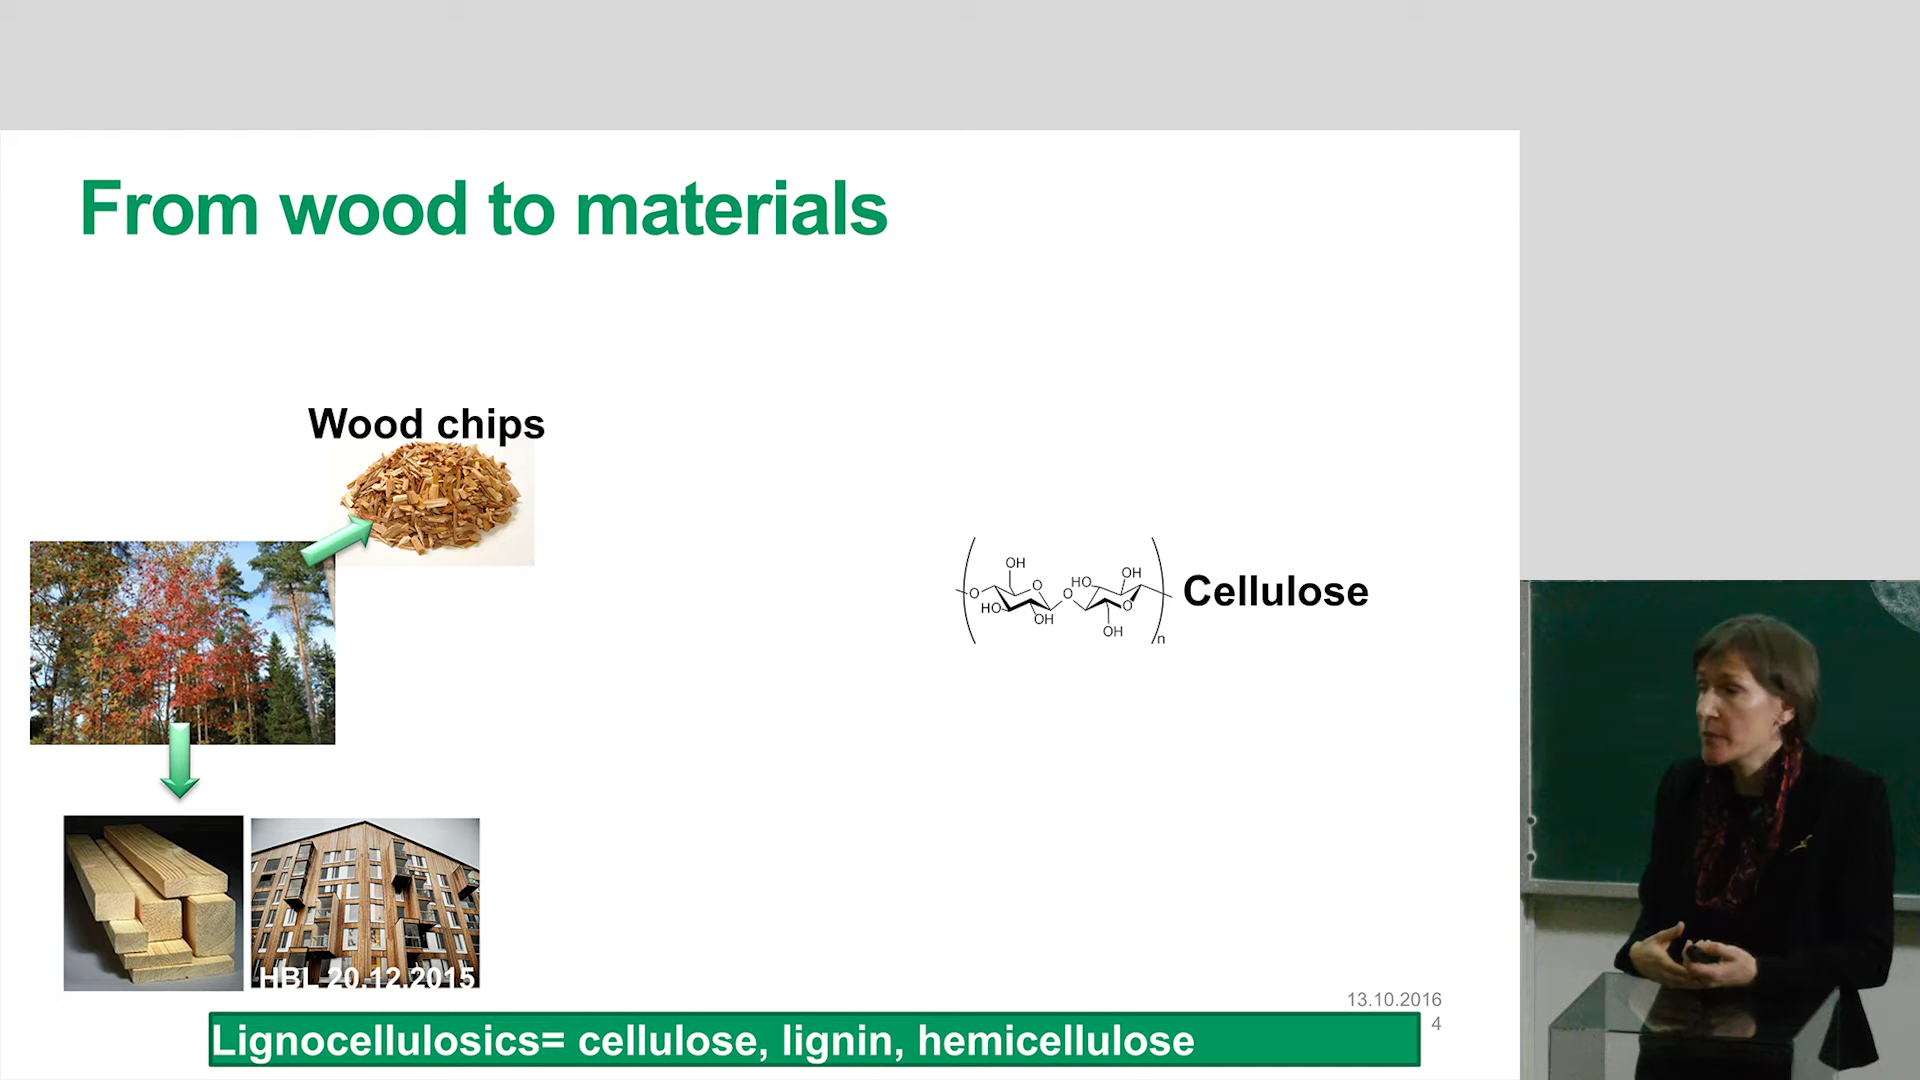 From wood to materials
Wood chips
OH
O
O
HO
OH
O
HO
OH
O
OH
n
Cellulose
HBL 20.12.2015
13.10.2016
4
Lignocellulosics= cellulose, lignin, hemicellulose